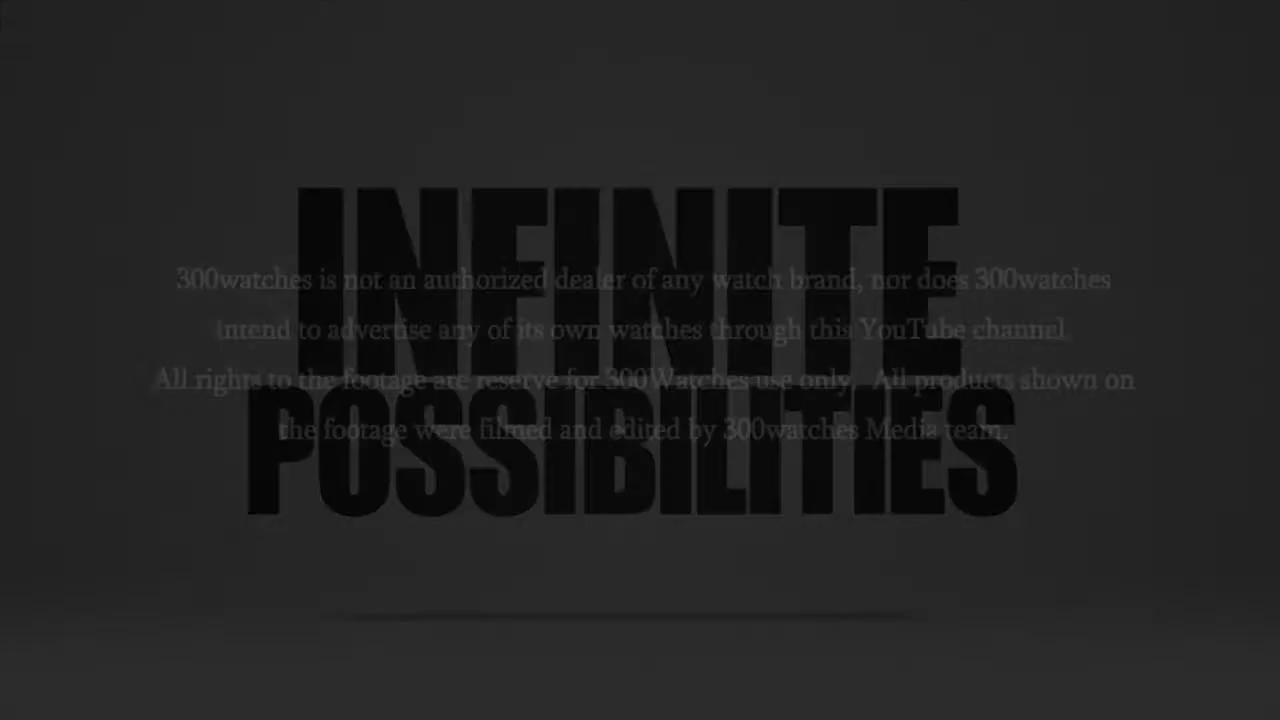 INFINITE
POSSIBILITIES
300watches is not an authorized dealer of any watch brand, nor does 300watches
intend to advertise any of its own watches through this YouTube channel.
All rights to the footage are reserve for 300Watches use only. All products shown on
the footage were filmed and edited by 300watches Media team.